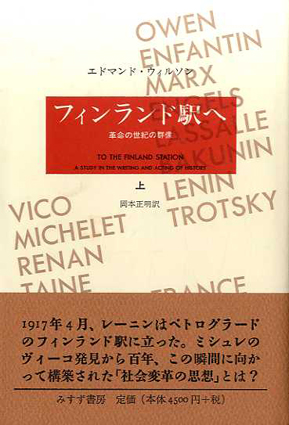 OWEN
ENFANTIN
エドマンド・ウィルソン
MARX
フィンランド駅へ
革命の世紀の群像
LASSALLE
TO THE FINLAND STATION
A STUDY IN THE WRITING AND ACTING OF HISTORY
上
LENIN
岡本正明訳
TROTSKY
VICO
MICHELET
RENAN
TAINE
FRANCE
1917年4月、レーニンはペトログラード
のフィンランド駅に立った。ミシュレの
ヴィーコ発見から百年、この瞬間に向か
って構築された「社会変革の思想」とは?
みすず書房 定価(本体4500円+税)